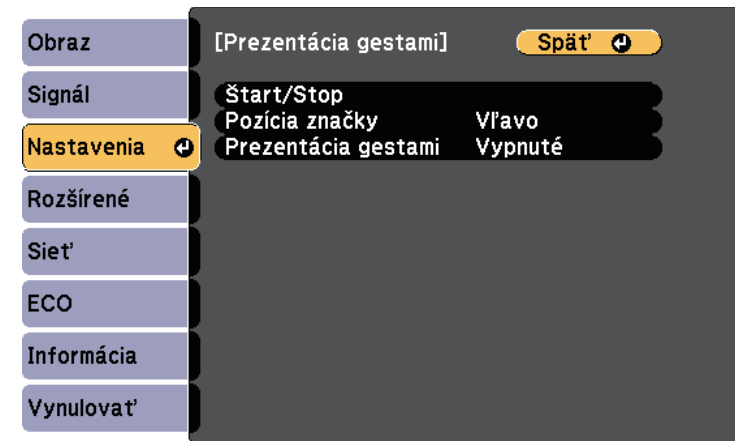 Obraz
Signál
Nastavenia
Rozšírené
Sieť
ECO
Informácia
Vynulovať
[Prezentácia gestami] Späť
Štart/Stop
Pozícia značky Vľavo
Prezentácia gestami Vypnuté